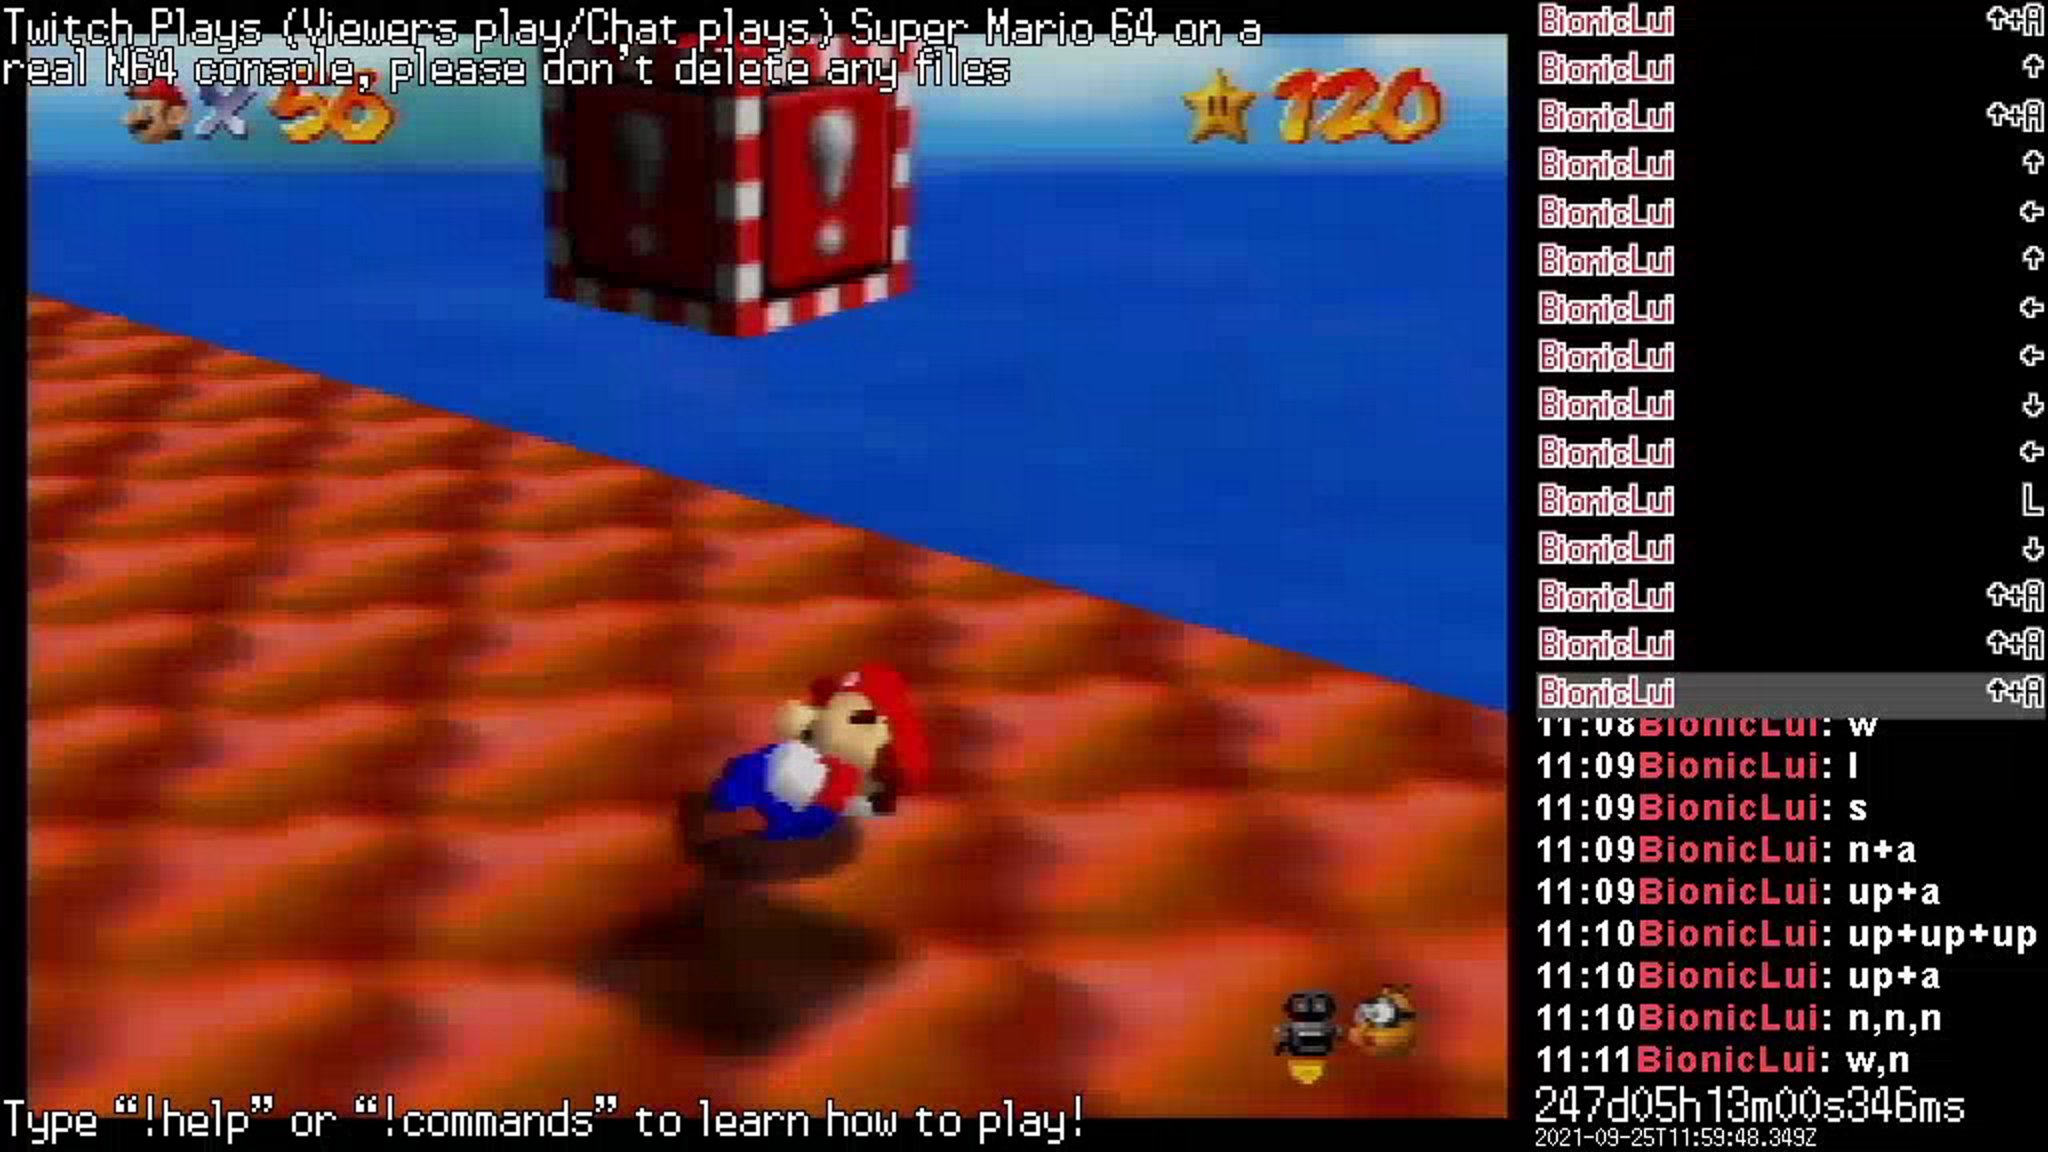 Twitch Plays (Viewers play/Chat plays) Super Mario 64 on a
real N64 console, please don't delete any files
120
! !
BionicLui ↑+A
BionicLui ↑
BionicLui ↑+A
BionicLui ↑
BionicLui ←
BionicLui ↑
BionicLui ←
BionicLui ←
BionicLui ↓
BionicLui ←
BionicLui L
BionicLui ↓
BionicLui ↑+A
BionicLui ↑+A
BionicLui ↑+A
11:08BionicLui: w
11:09BionicLui: l
11:09BionicLui: s
11:09BionicLui: n+a
11:09BionicLui: up+a
11:10BionicLui: up+up+up
11:10BionicLui: up+a
11:10BionicLui: n,n,n
11:11BionicLui: w,n
247d05h13m00s346ms
2021-09-25T11:59:48.349Z
Type “!help” or “!commands” to learn how to play!